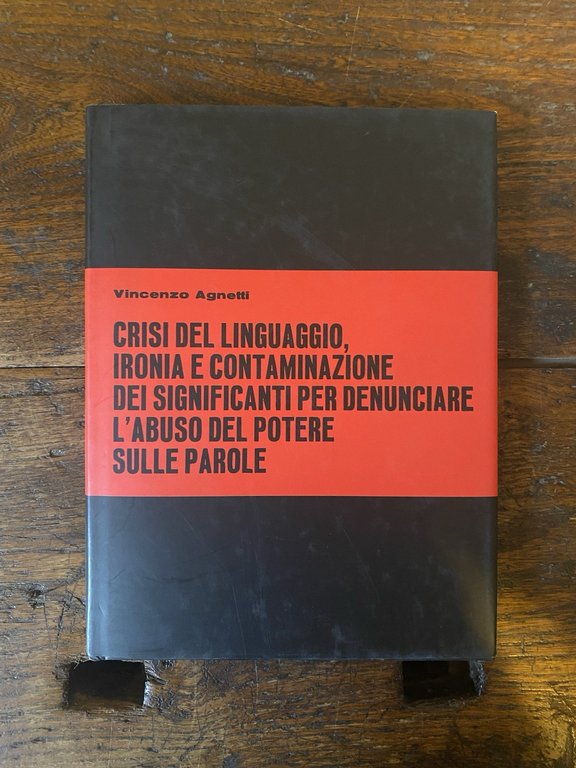 Vincenzo Agnetti
CRISI DEL LINGUAGGIO,
IRONIA E CONTAMINAZIONE
DEI SIGNIFICANTI PER DENUNCIARE
L'ABUSO DEL POTERE
SULLE PAROLE